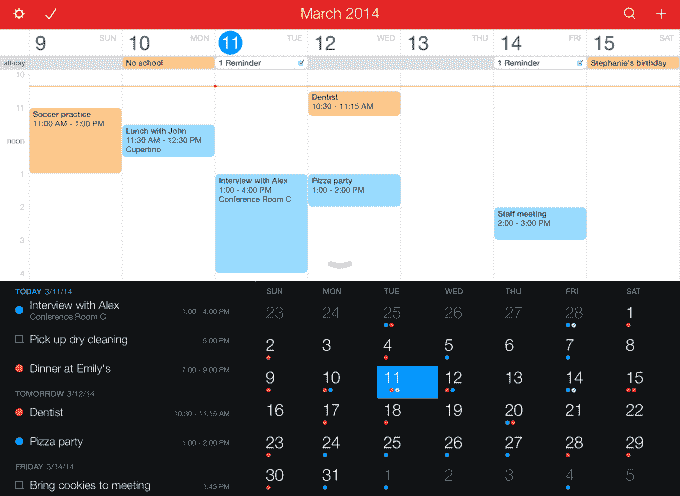 March 2014
9 SUN 10 MON 11 TUE 12 WED 13 THU 14 FRI 15 SAT
all-day No school 1 Reminder 1 Reminder Stephanie's birthday
10
11
noon
1
2
3
4
Soccer practice
11:00 AM - 1:00 PM
Lunch with John
11:30 AM - 12:30 PM
Cupertino
Interview with Alex
1:00 - 4:00 PM
Conference Room C
Dentist
10:30 - 11:15 AM
Pizza party
1:00 - 2:00 PM
Staff meeting
2:00 - 3:00 PM
TODAY 3/11/14
Interview with Alex 1:00 - 4:00 PM
Conference Room C
Pick up dry cleaning 5:00 PM
Dinner at Emily's 7:00 - 9:00 PM
TOMORROW 3/12/14
Dentist 10:30 - 11:15 AM
Pizza party 1:00 - 2:00 PM
FRIDAY 3/14/14
Bring cookies to meeting 1:45 PM
SUN MON TUE WED THU FRI SAT
23 24 25 26 27 28 1
2 3 4 5 6 7 8
9 10 11 12 13 14 15
16 17 18 19 20 21 22
23 24 25 26 27 28 29
30 31 1 2 3 4 5